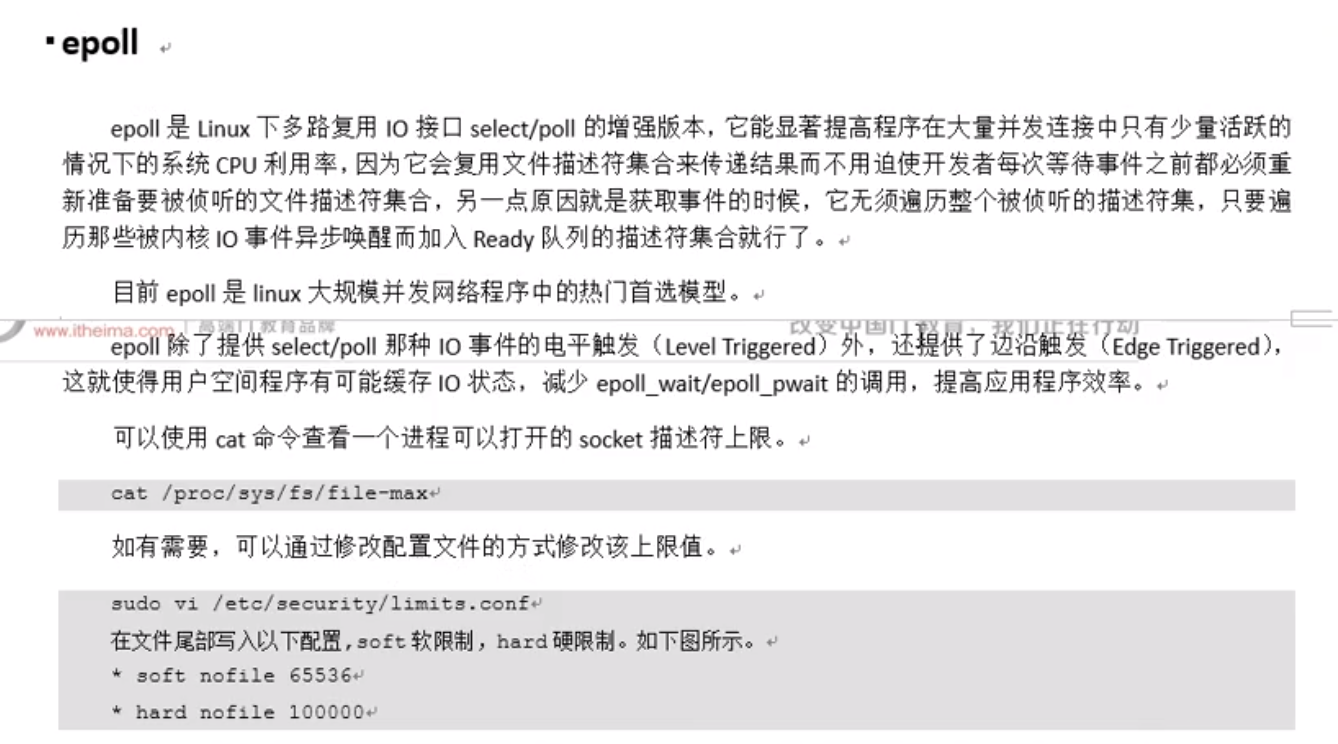 ▪epoll
epoll 是 Linux 下多路复用 IO 接口 select/poll 的增强版本，它能显著提高程序在大量并发连接中只有少量活跃的
情况下的系统 CPU 利用率，因为它会复用文件描述符集合来传递结果而不用迫使开发者每次等待事件之前都必须重
新准备要被侦听的文件描述符集合，另一点原因就是获取事件的时候，它无须遍历整个被侦听的描述符集，只要遍
历那些被内核 IO 事件异步唤醒而加入 Ready 队列的描述符集合就行了。
目前 epoll 是 linux 大规模并发网络程序中的热门首选模型。
www.itheima.com | 高端IT教育品牌 改变中国IT教育，我们正在行动
epoll 除了提供 select/poll 那种 IO 事件的电平触发（Level Triggered）外，还提供了边沿触发（Edge Triggered），
这就使得用户空间程序有可能缓存 IO 状态，减少 epoll_wait/epoll_pwait 的调用，提高应用程序效率。
可以使用 cat 命令查看一个进程可以打开的 socket 描述符上限。
cat /proc/sys/fs/file-max
如有需要，可以通过修改配置文件的方式修改该上限值。
sudo vi /etc/security/limits.conf
在文件尾部写入以下配置,soft软限制，hard硬限制。如下图所示。
* soft nofile 65536
* hard nofile 100000